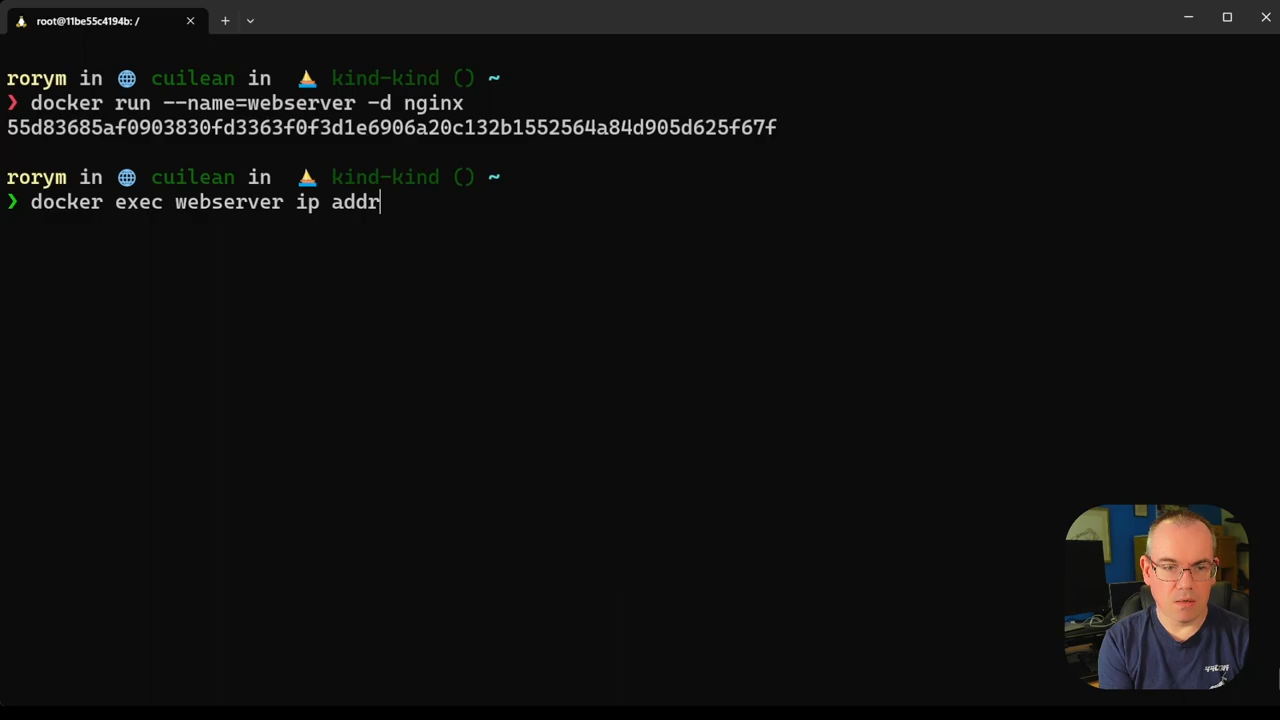 root@11be55c4194b: /
rorym in 🌐 cuilean in ⛵ kind-kind () ~
❯ docker run --name=webserver -d nginx
55d83685af0903830fd3363f0f3d1e6906a20c132b1552564a84d905d625f67f
rorym in 🌐 cuilean in ⛵ kind-kind () ~
❯ docker exec webserver ip addr